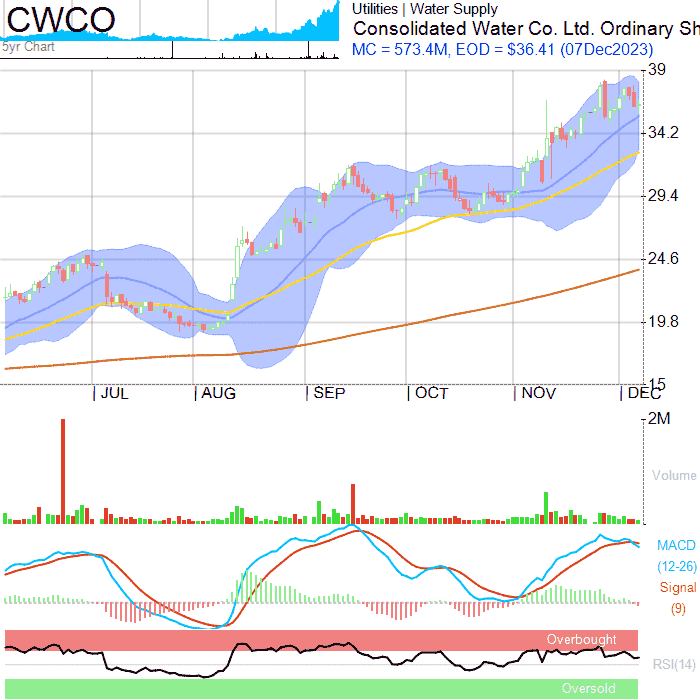 CWCO
5yr Chart
Utilities | Water Supply
Consolidated Water Co. Ltd. Ordinary Sh
MC = 573.4M, EOD = $36.41 (07Dec2023)
39
34.2
29.4
24.6
19.8
15
JUL AUG SEP OCT NOV DEC
2M
Volume
MACD
(12-26)
Signal
(9)
Overbought
RSI(14)
Oversold